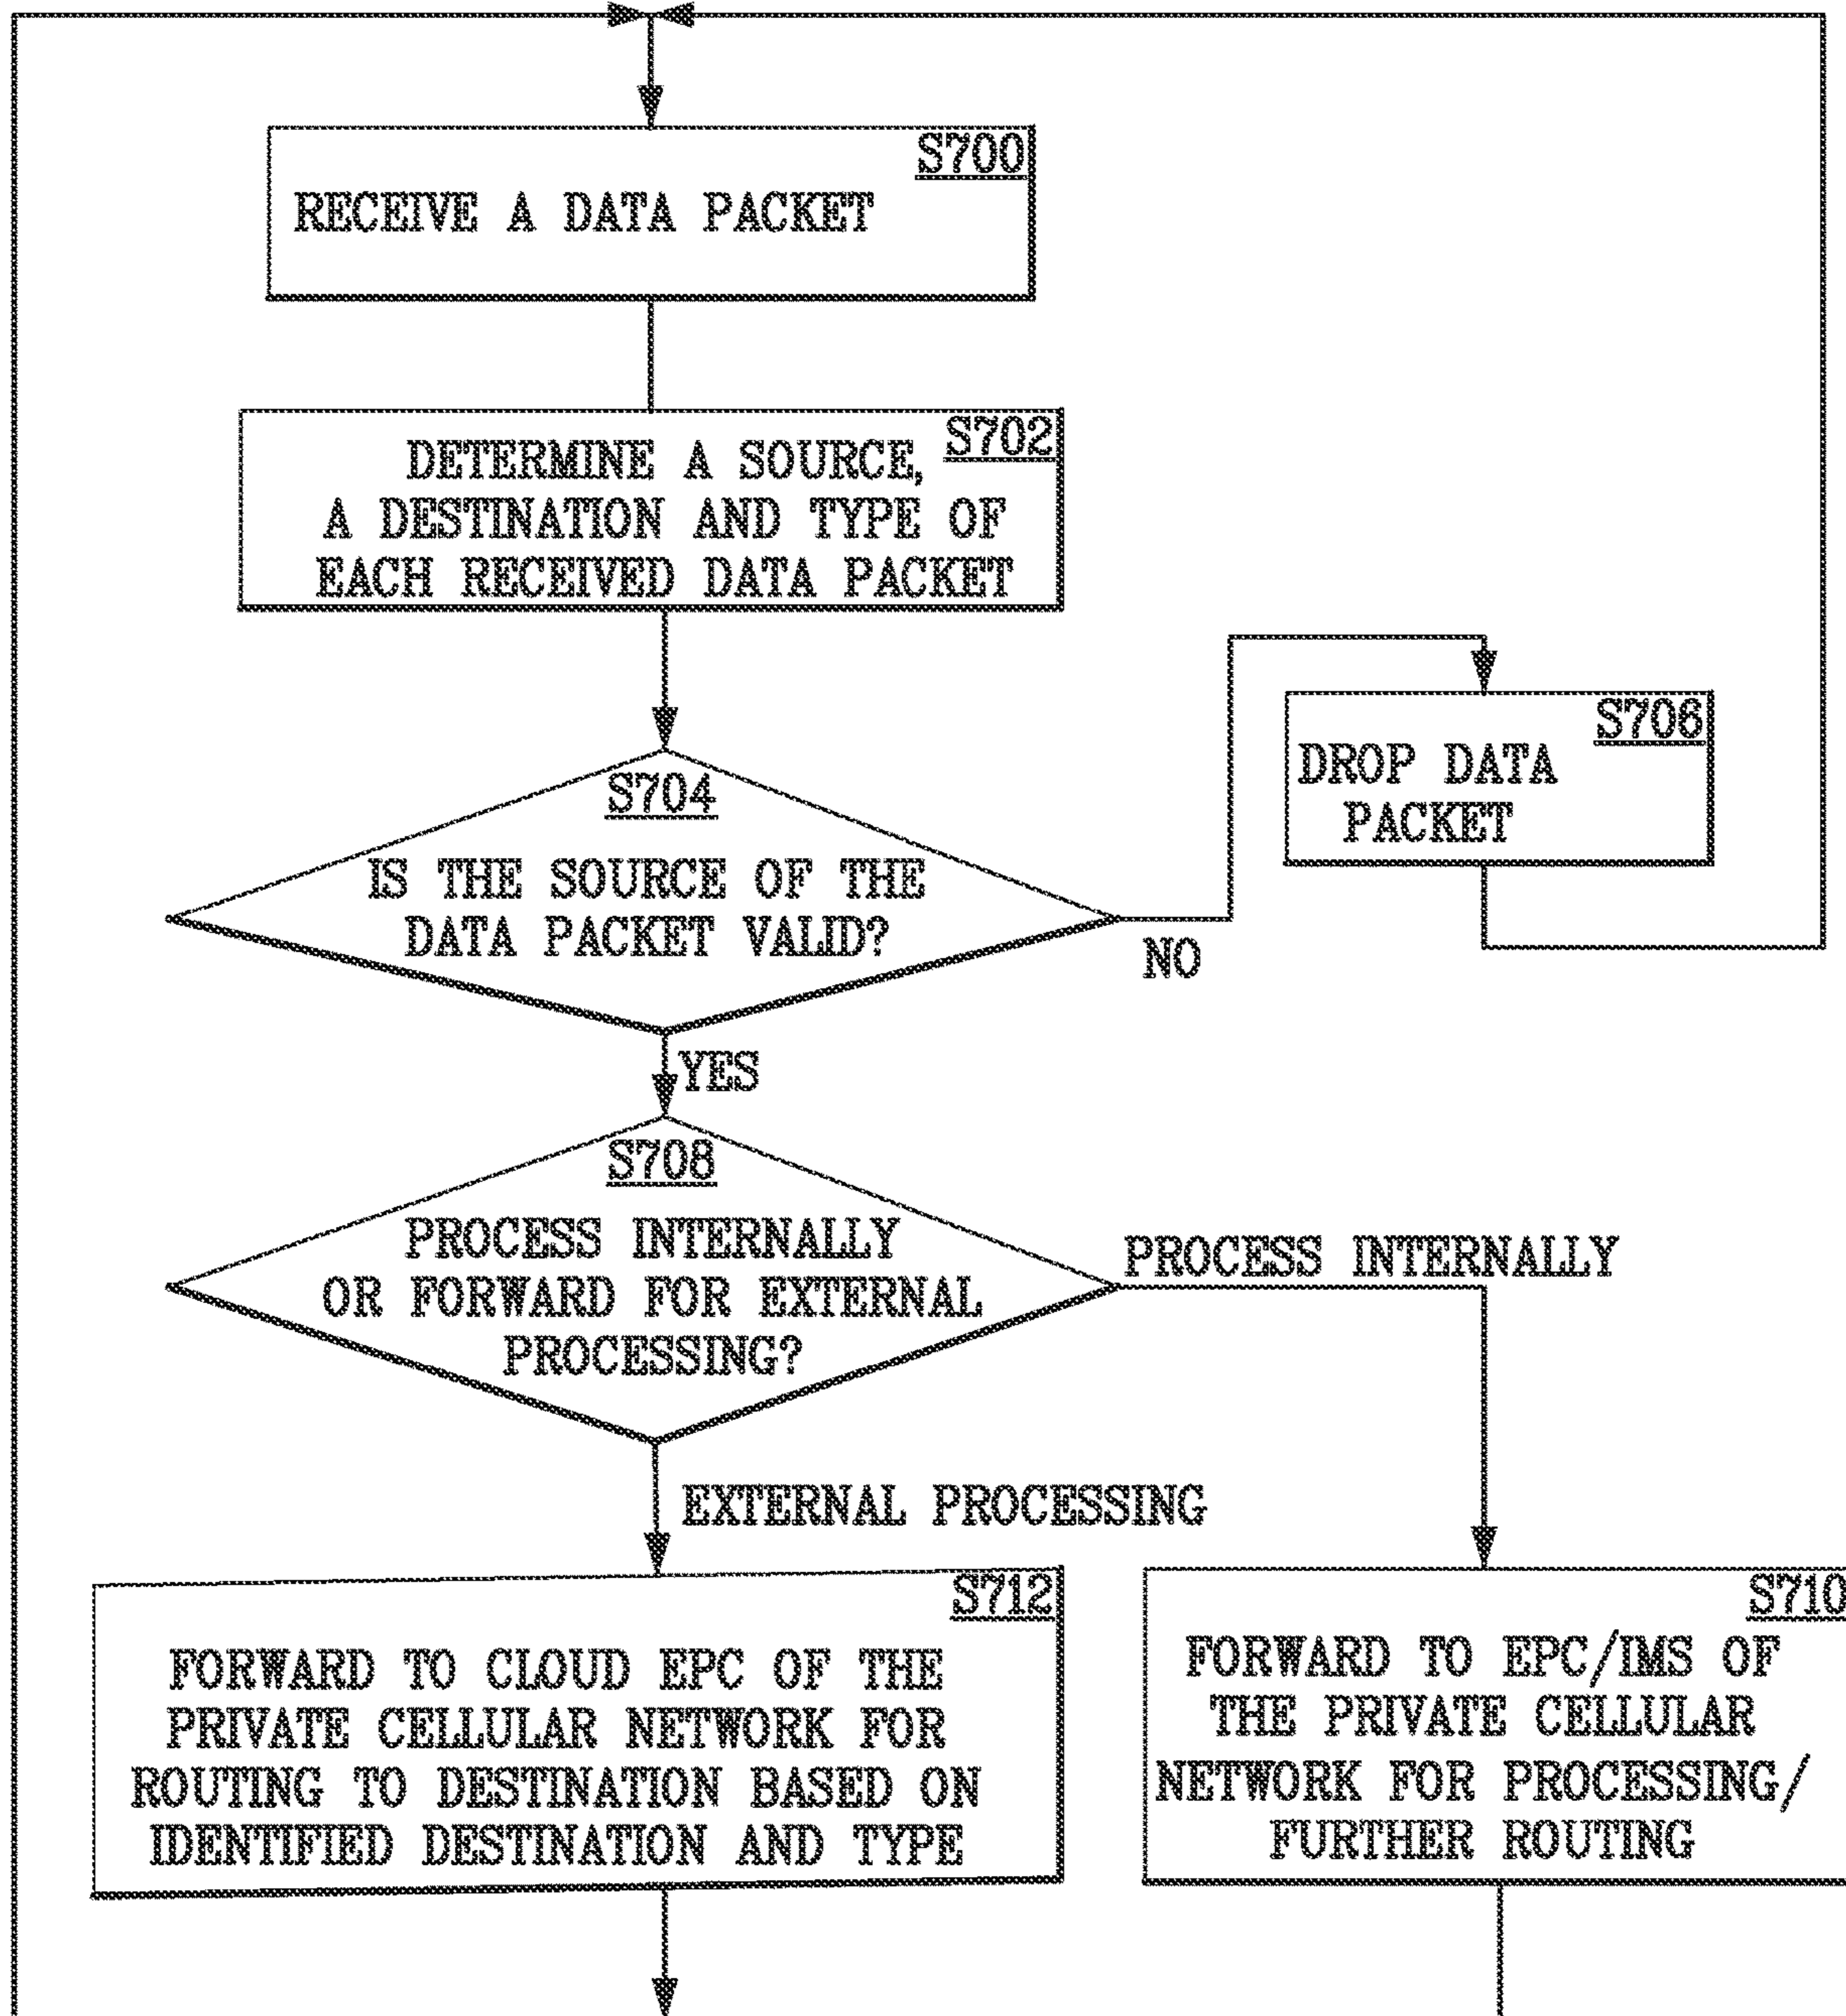 S700
RECEIVE A DATA PACKET
S702
DETERMINE A SOURCE,
A DESTINATION AND TYPE OF
EACH RECEIVED DATA PACKET
S704
IS THE SOURCE OF THE
DATA PACKET VALID?
NO
S706
DROP DATA
PACKET
YES
S708
PROCESS INTERNALLY
OR FORWARD FOR EXTERNAL
PROCESSING?
PROCESS INTERNALLY
EXTERNAL PROCESSING
S712
FORWARD TO CLOUD EPC OF THE
PRIVATE CELLULAR NETWORK FOR
ROUTING TO DESTINATION BASED ON
IDENTIFIED DESTINATION AND TYPE
S710
FORWARD TO EPC/IMS OF
THE PRIVATE CELLULAR
NETWORK FOR PROCESSING/
FURTHER ROUTING